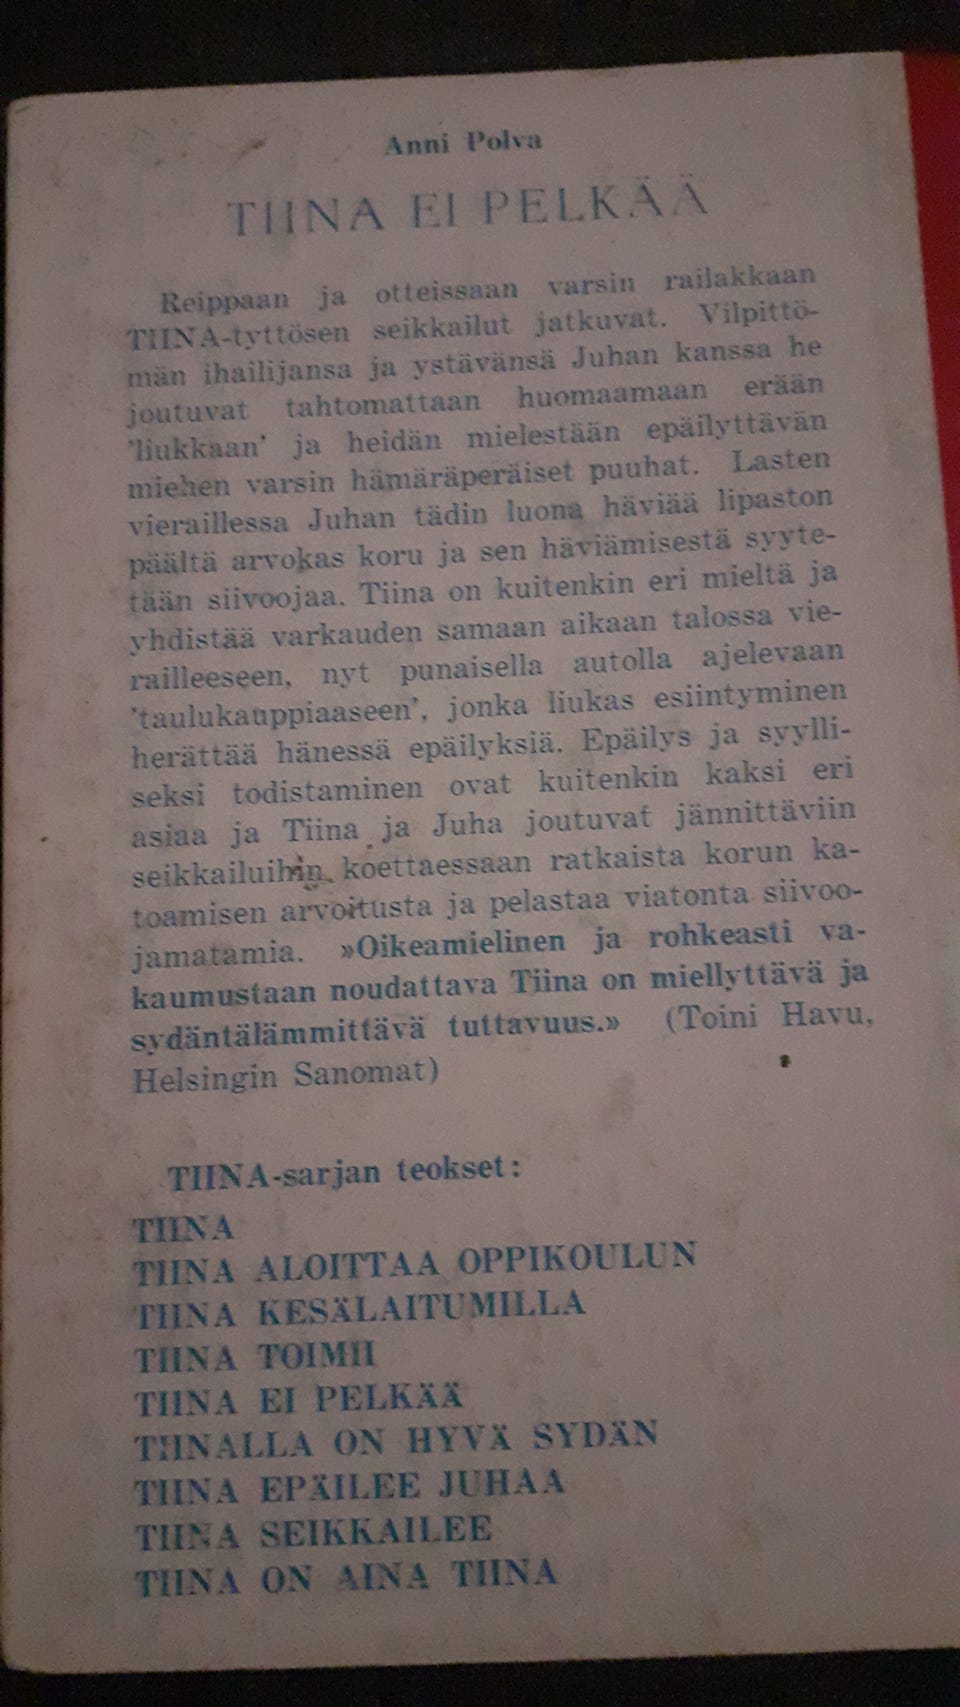 Anni Polva
TIINA EI PELKÄÄ
Reippaan ja otteissaan varsin railakkaan
TIINA-tyttösen seikkailut jatkuvat. Vilpittö-
män ihailijansa ja ystävänsä Juhan kanssa he
joutuvat tahtomattaan huomaamaan erään
'liukkaan' ja heidän mielestään epäilyttävän
miehen varsin hämäräperäiset puuhat. Lasten
vieraillessa Juhan tädin luona häviää lipaston
päältä arvokas koru ja sen häviämisestä syyte-
tään siivoojaa. Tiina on kuitenkin eri mieltä ja
yhdistää varkauden samaan aikaan talossa vie-
railleeseen, nyt punaisella autolla ajelevaan
'taulukauppiaaseen', jonka liukas esiintyminen
herättää hänessä epäilyksiä. Epäilys ja syylli-
seksi todistaminen ovat kuitenkin kaksi eri
asiaa ja Tiina ja Juha joutuvat jännittäviin
seikkailuihin koettaessaan ratkaista korun ka-
toamisen arvoitusta ja pelastaa viatonta siivoo-
jamatamia. »Oikeamielinen ja rohkeasti va-
kaumustaan noudattava Tiina on miellyttävä ja
sydäntälämmittävä tuttavuus.» (Toini Havu,
Helsingin Sanomat)
TIINA-sarjan teokset:
TIINA
TIINA ALOITTAA OPPIKOULUN
TIINA KESÄLAITUMILLA
TIINA TOIMII
TIINA EI PELKÄÄ
TIINALLA ON HYVÄ SYDÄN
TIINA EPÄILEE JUHAA
TIINA SEIKKAILEE
TIINA ON AINA TIINA